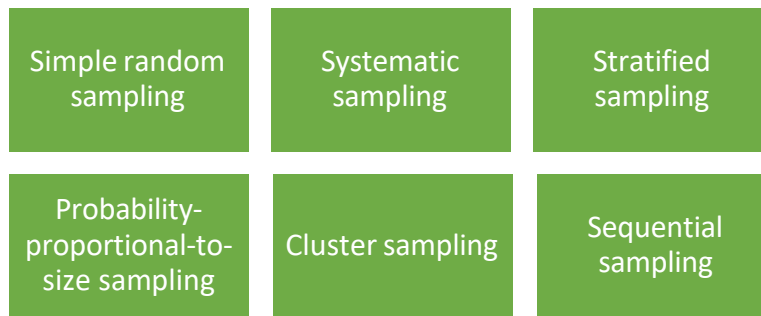 Simple random
sampling
Systematic
sampling
Stratified
sampling
Probability-
proportional-to-
size sampling
Cluster sampling
Sequential
sampling